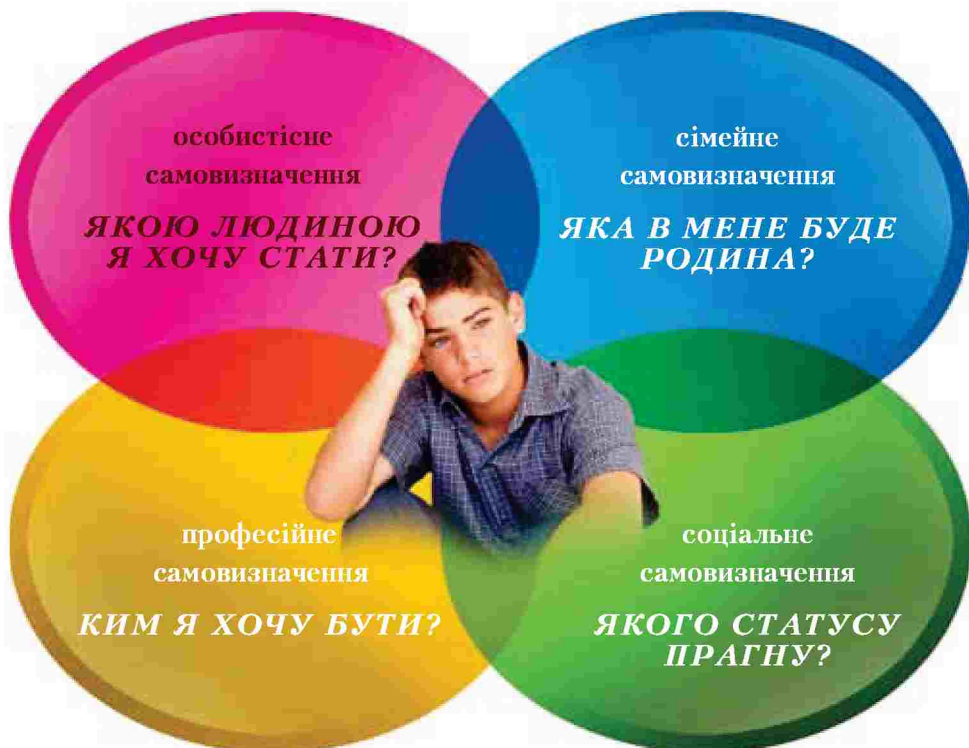 особистісне
самовизначення
ЯКОЮ ЛЮДИНОЮ
Я ХОЧУ СТАТИ?
сімейне
самовизначення
ЯКА В МЕНЕ БУДЕ
РОДИНА?
професійне
самовизначення
КИМ Я ХОЧУ БУТИ?
соціальне
самовизначення
ЯКОГО СТАТУСУ
ПРАГНУ?